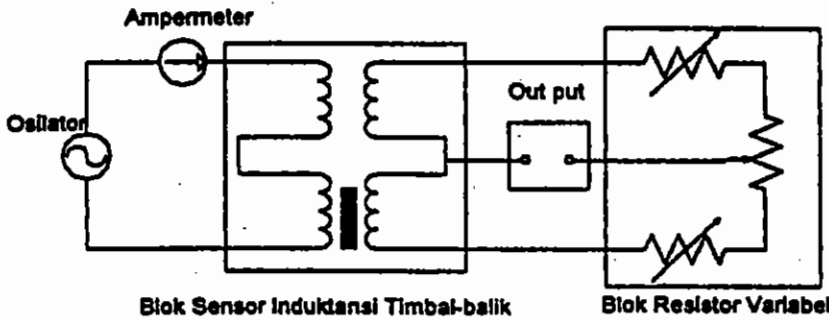 Ampermeter
Out put
Osilator
Blok Sensor Induktansi Timbal-balik
Blok Resistor Variabel